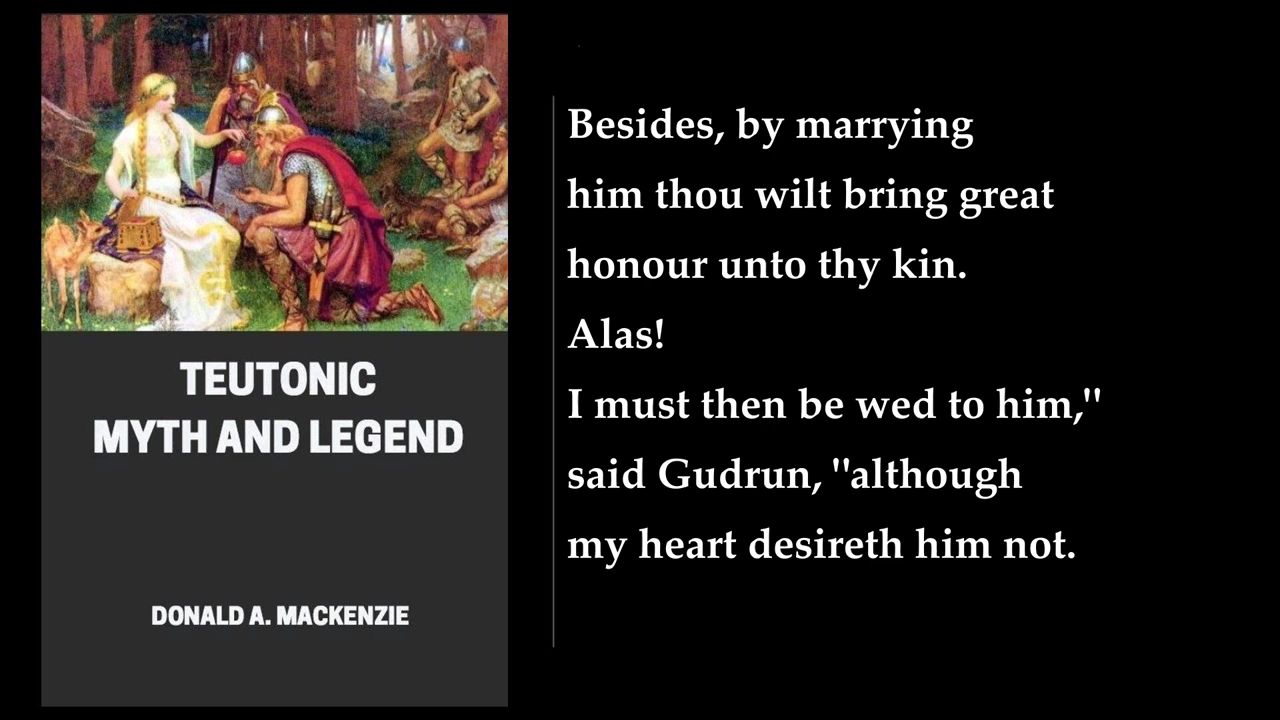 TEUTONIC
MYTH AND LEGEND
DONALD A. MACKENZIE
Besides, by marrying
him thou wilt bring great
honour unto thy kin.
Alas!
I must then be wed to him,"
said Gudrun, "although
my heart desireth him not.